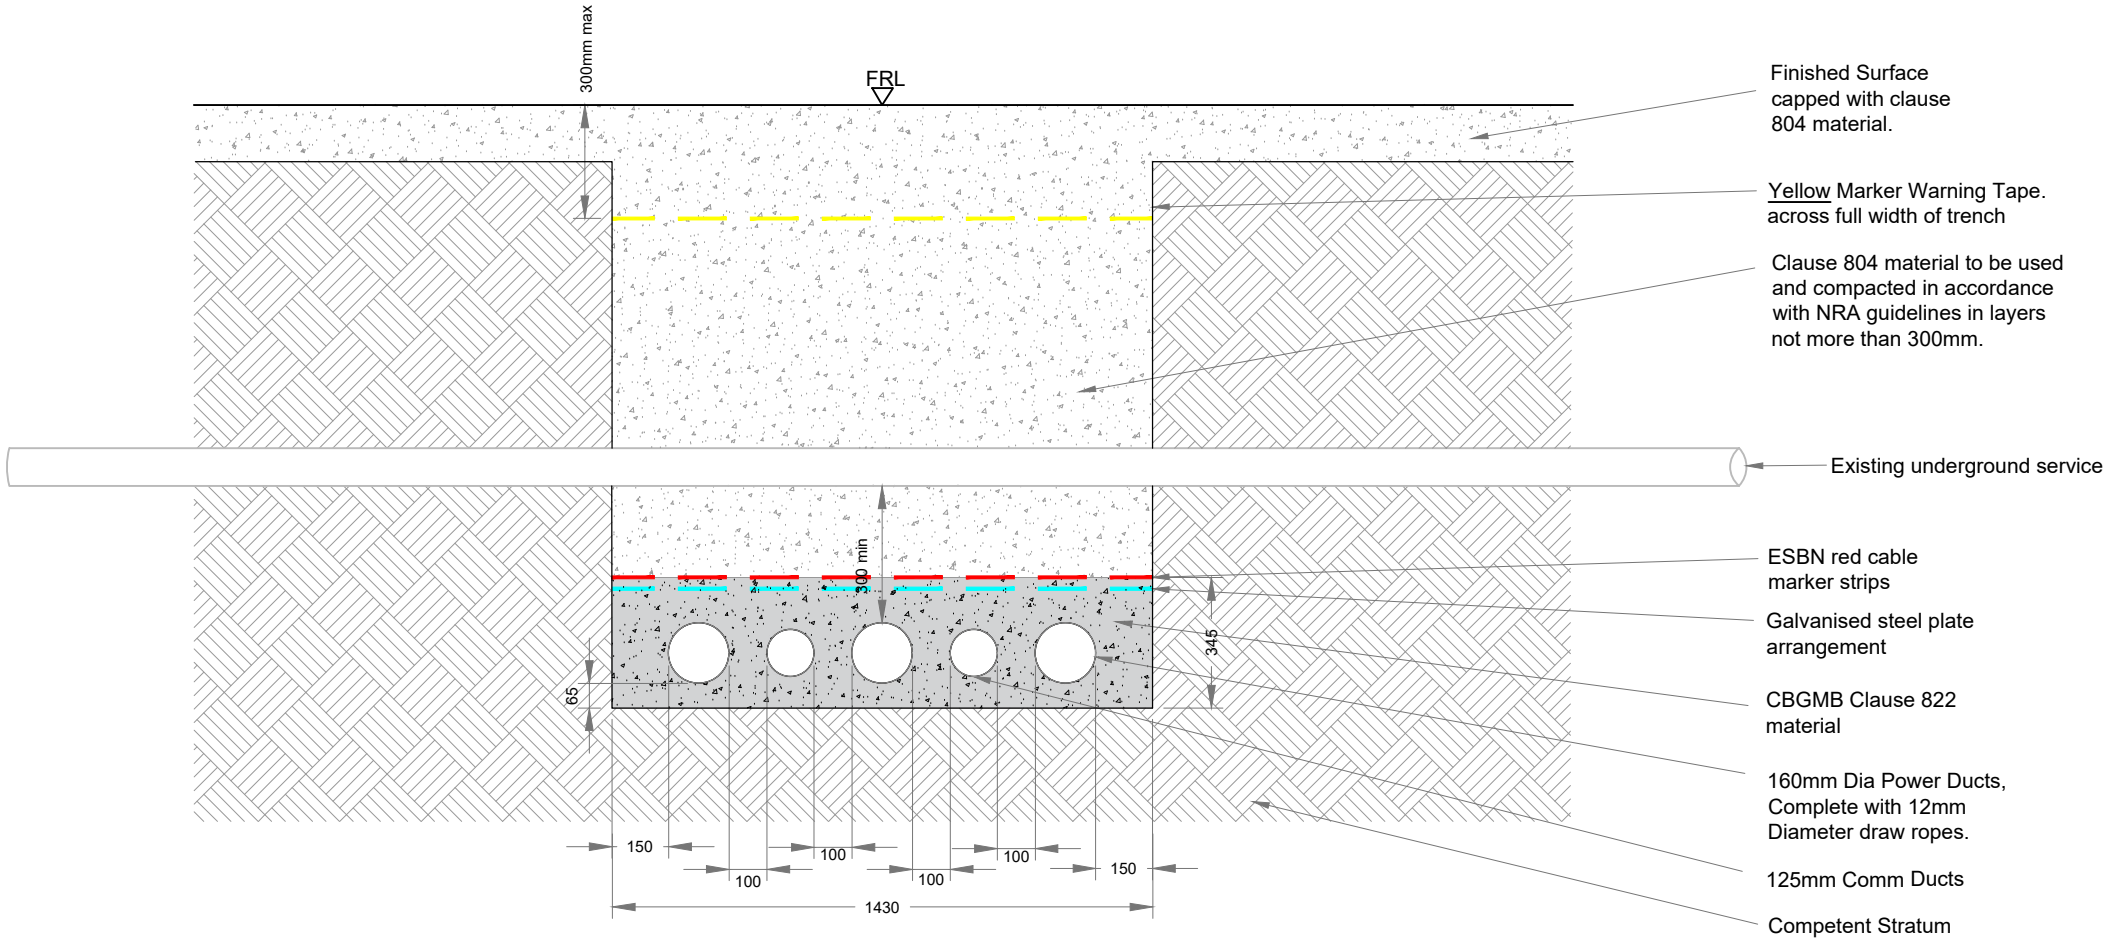 300mm max
FRL
Finished Surface
capped with clause
804 material.
Yellow Marker Warning Tape.
across full width of trench
Clause 804 material to be used
and compacted in accordance
with NRA guidelines in layers
not more than 300mm.
Existing underground service
300 min
ESBN red cable
marker strips
Galvanised steel plate
arrangement
345
65
CBGMB Clause 822
material
160mm Dia Power Ducts,
Complete with 12mm
Diameter draw ropes.
125mm Comm Ducts
Competent Stratum
150
100
100
100
100
150
1430